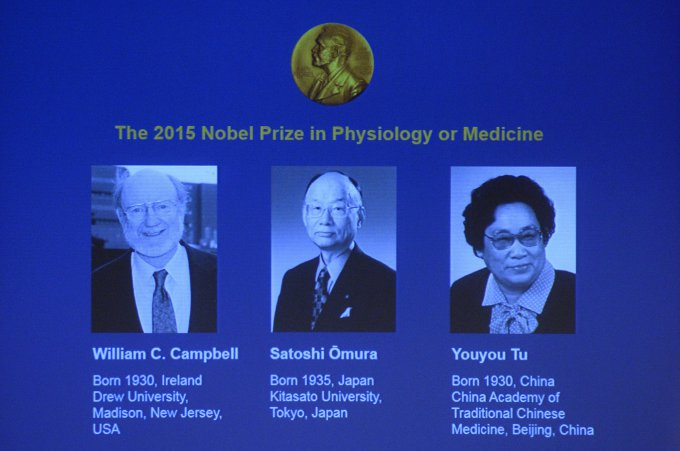 The 2015 Nobel Prize in Physiology or Medicine
William C. Campbell
Born 1930, Ireland
Drew University,
Madison, New Jersey,
USA
Satoshi Ōmura
Born 1935, Japan
Kitasato University,
Tokyo, Japan
Youyou Tu
Born 1930, China
China Academy of
Traditional Chinese
Medicine, Beijing, China